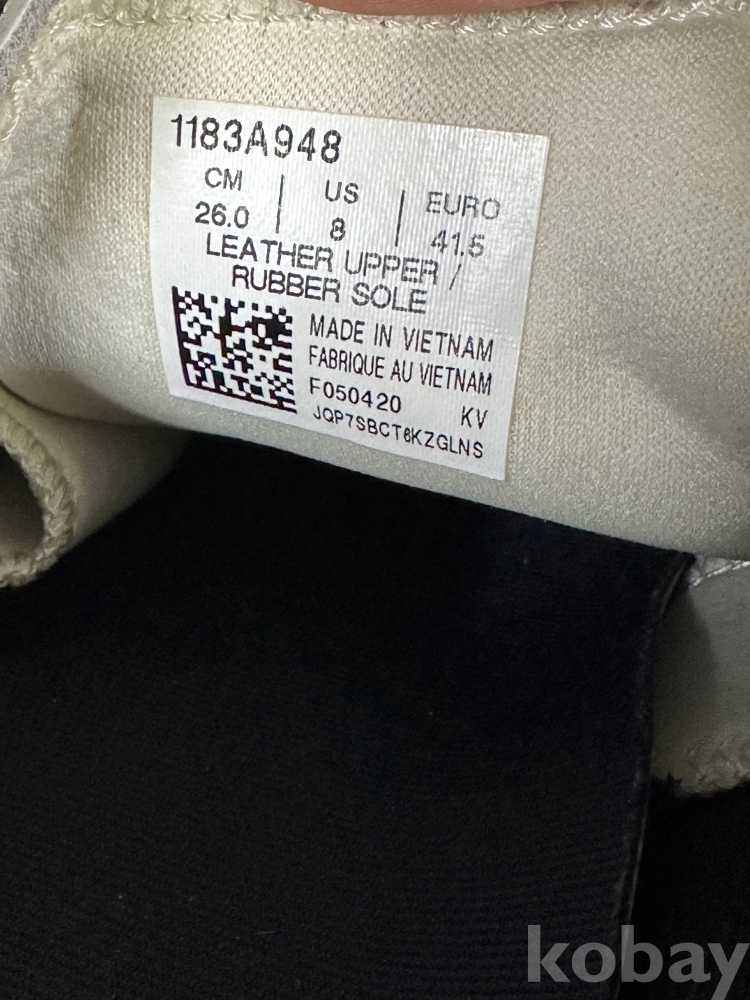 1183A948
CM | US | EURO
26.0 | 8 | 41.5
LEATHER UPPER /
RUBBER SOLE
MADE IN VIETNAM
FABRIQUE AU VIETNAM
F050420 KV
JQP7SBCT6KZGLNS
kobay